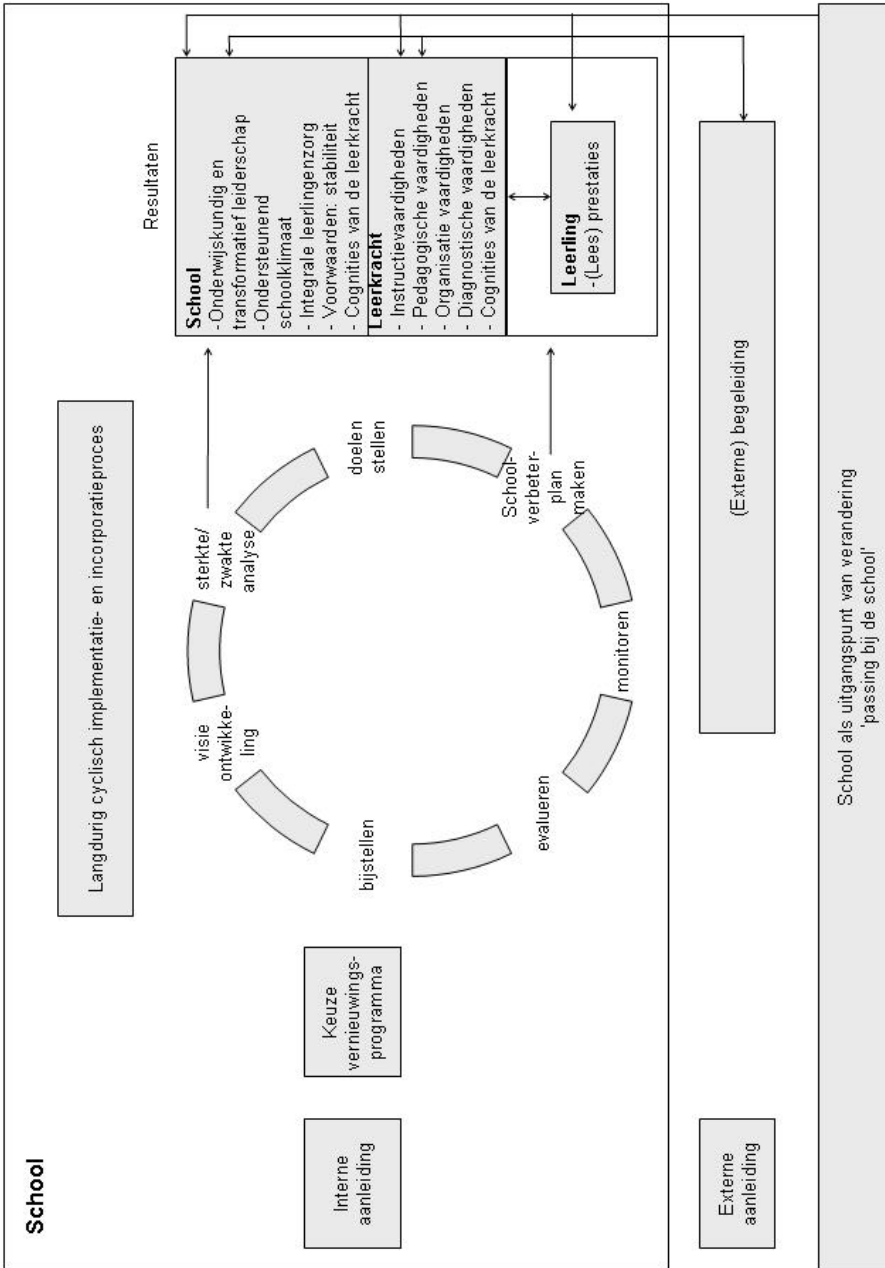 School
Langdurig cyclisch implementatie- en incorporatieproces
Interne
aanleiding
Keuze
vernieuwings-
programma
visie
ontwikke-
ling
sterkte/
zwakte
analyse
doelen
stellen
School-
verbeter-
plan
maken
monitoren
evalueren
bijstellen
Resultaten
School
- Onderwijskundig en
transformatief leiderschap
- Ondersteunend
schoolklimaat
- Integrale leerlingenzorg
- Voorwaarden: stabiliteit
- Cognities van de leerkracht
Leerkracht
- Instructievaardigheden
- Pedagogische vaardigheden
- Organisatie vaardigheden
- Diagnostische vaardigheden
- Cognities van de leerkracht
Leerling
-(Lees) prestaties
Externe
aanleiding
(Externe) begeleiding
School als uitgangspunt van verandering
'passing bij de school'